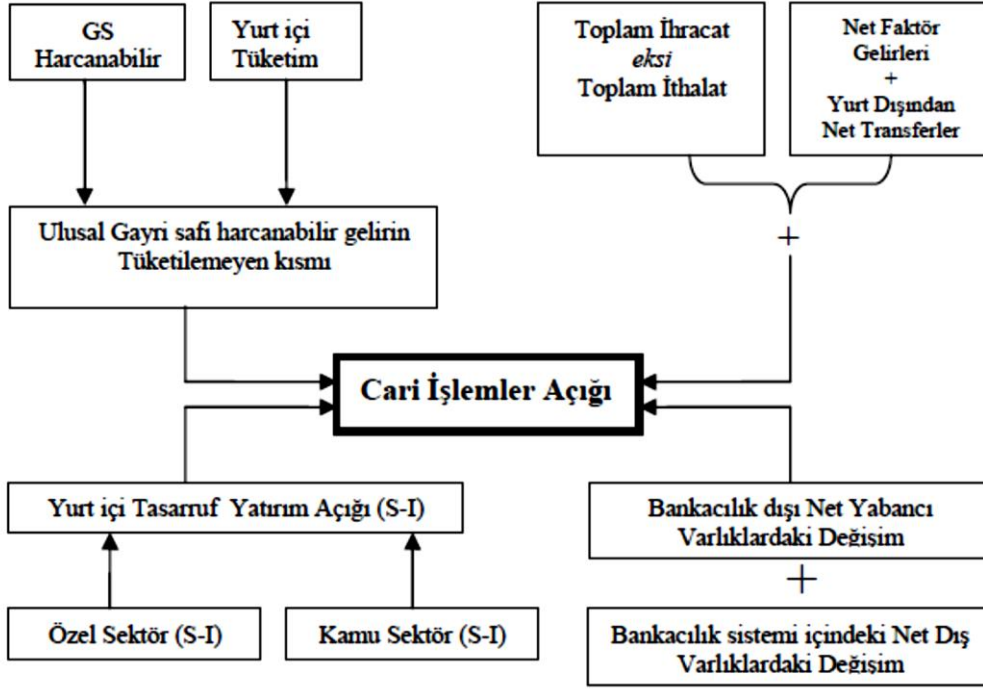 GS
Harcanabilir
Yurt içi
Tüketim
Toplam İhracat
eksi
Toplam İthalat
Net Faktör
Gelirleri
+
Yurt Dışından
Net Transferler
Ulusal Gayri safi harcanabilir gelirin
Tüketilemeyen kısmı
+
Cari İşlemler Açığı
Yurt içi Tasarruf Yatırım Açığı (S-I)
Bankacılık dışı Net Yabancı
Varlıklardaki Değişim
+
Özel Sektör (S-I)
Kamu Sektör (S-I)
Bankacılık sistemi içindeki Net Dış
Varlıklardaki Değişim